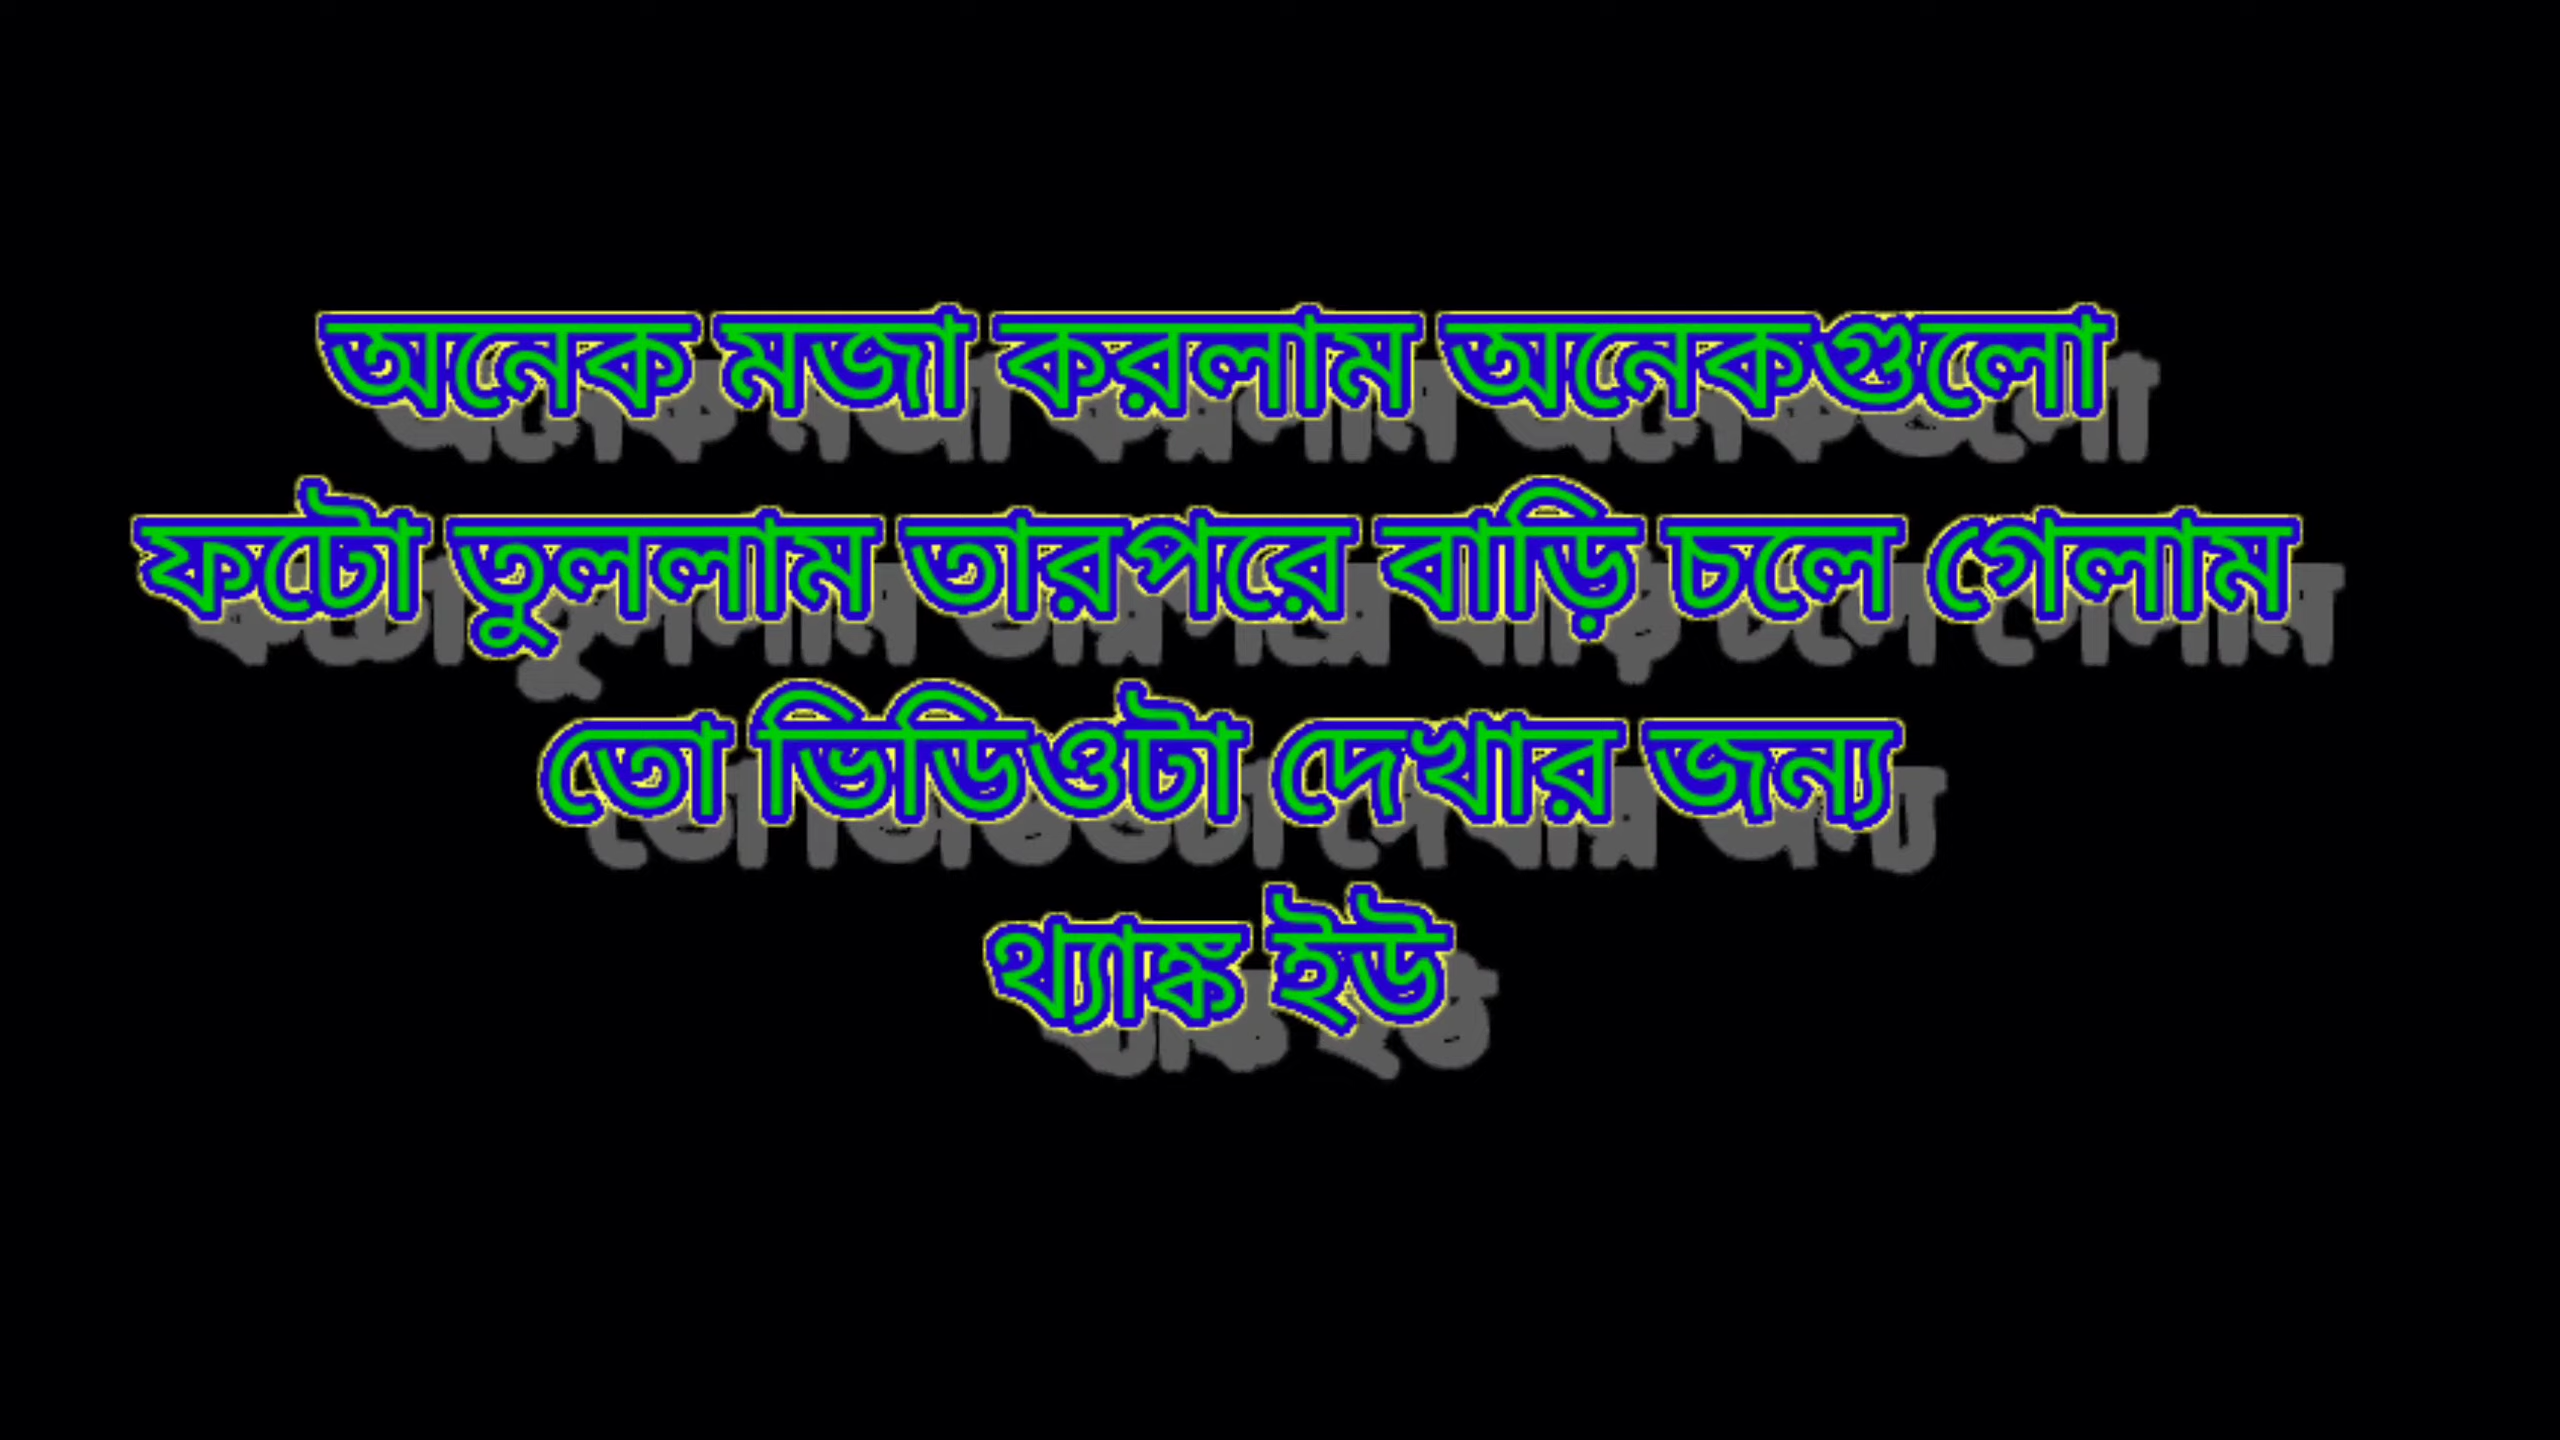 অনেক মজা করলাম অনেকগুলো
ফটো তুললাম তারপরে বাড়ি চলে গেলাম
তো ভিডিওটা দেখার জন্য
থ্যাঙ্ক ইউ